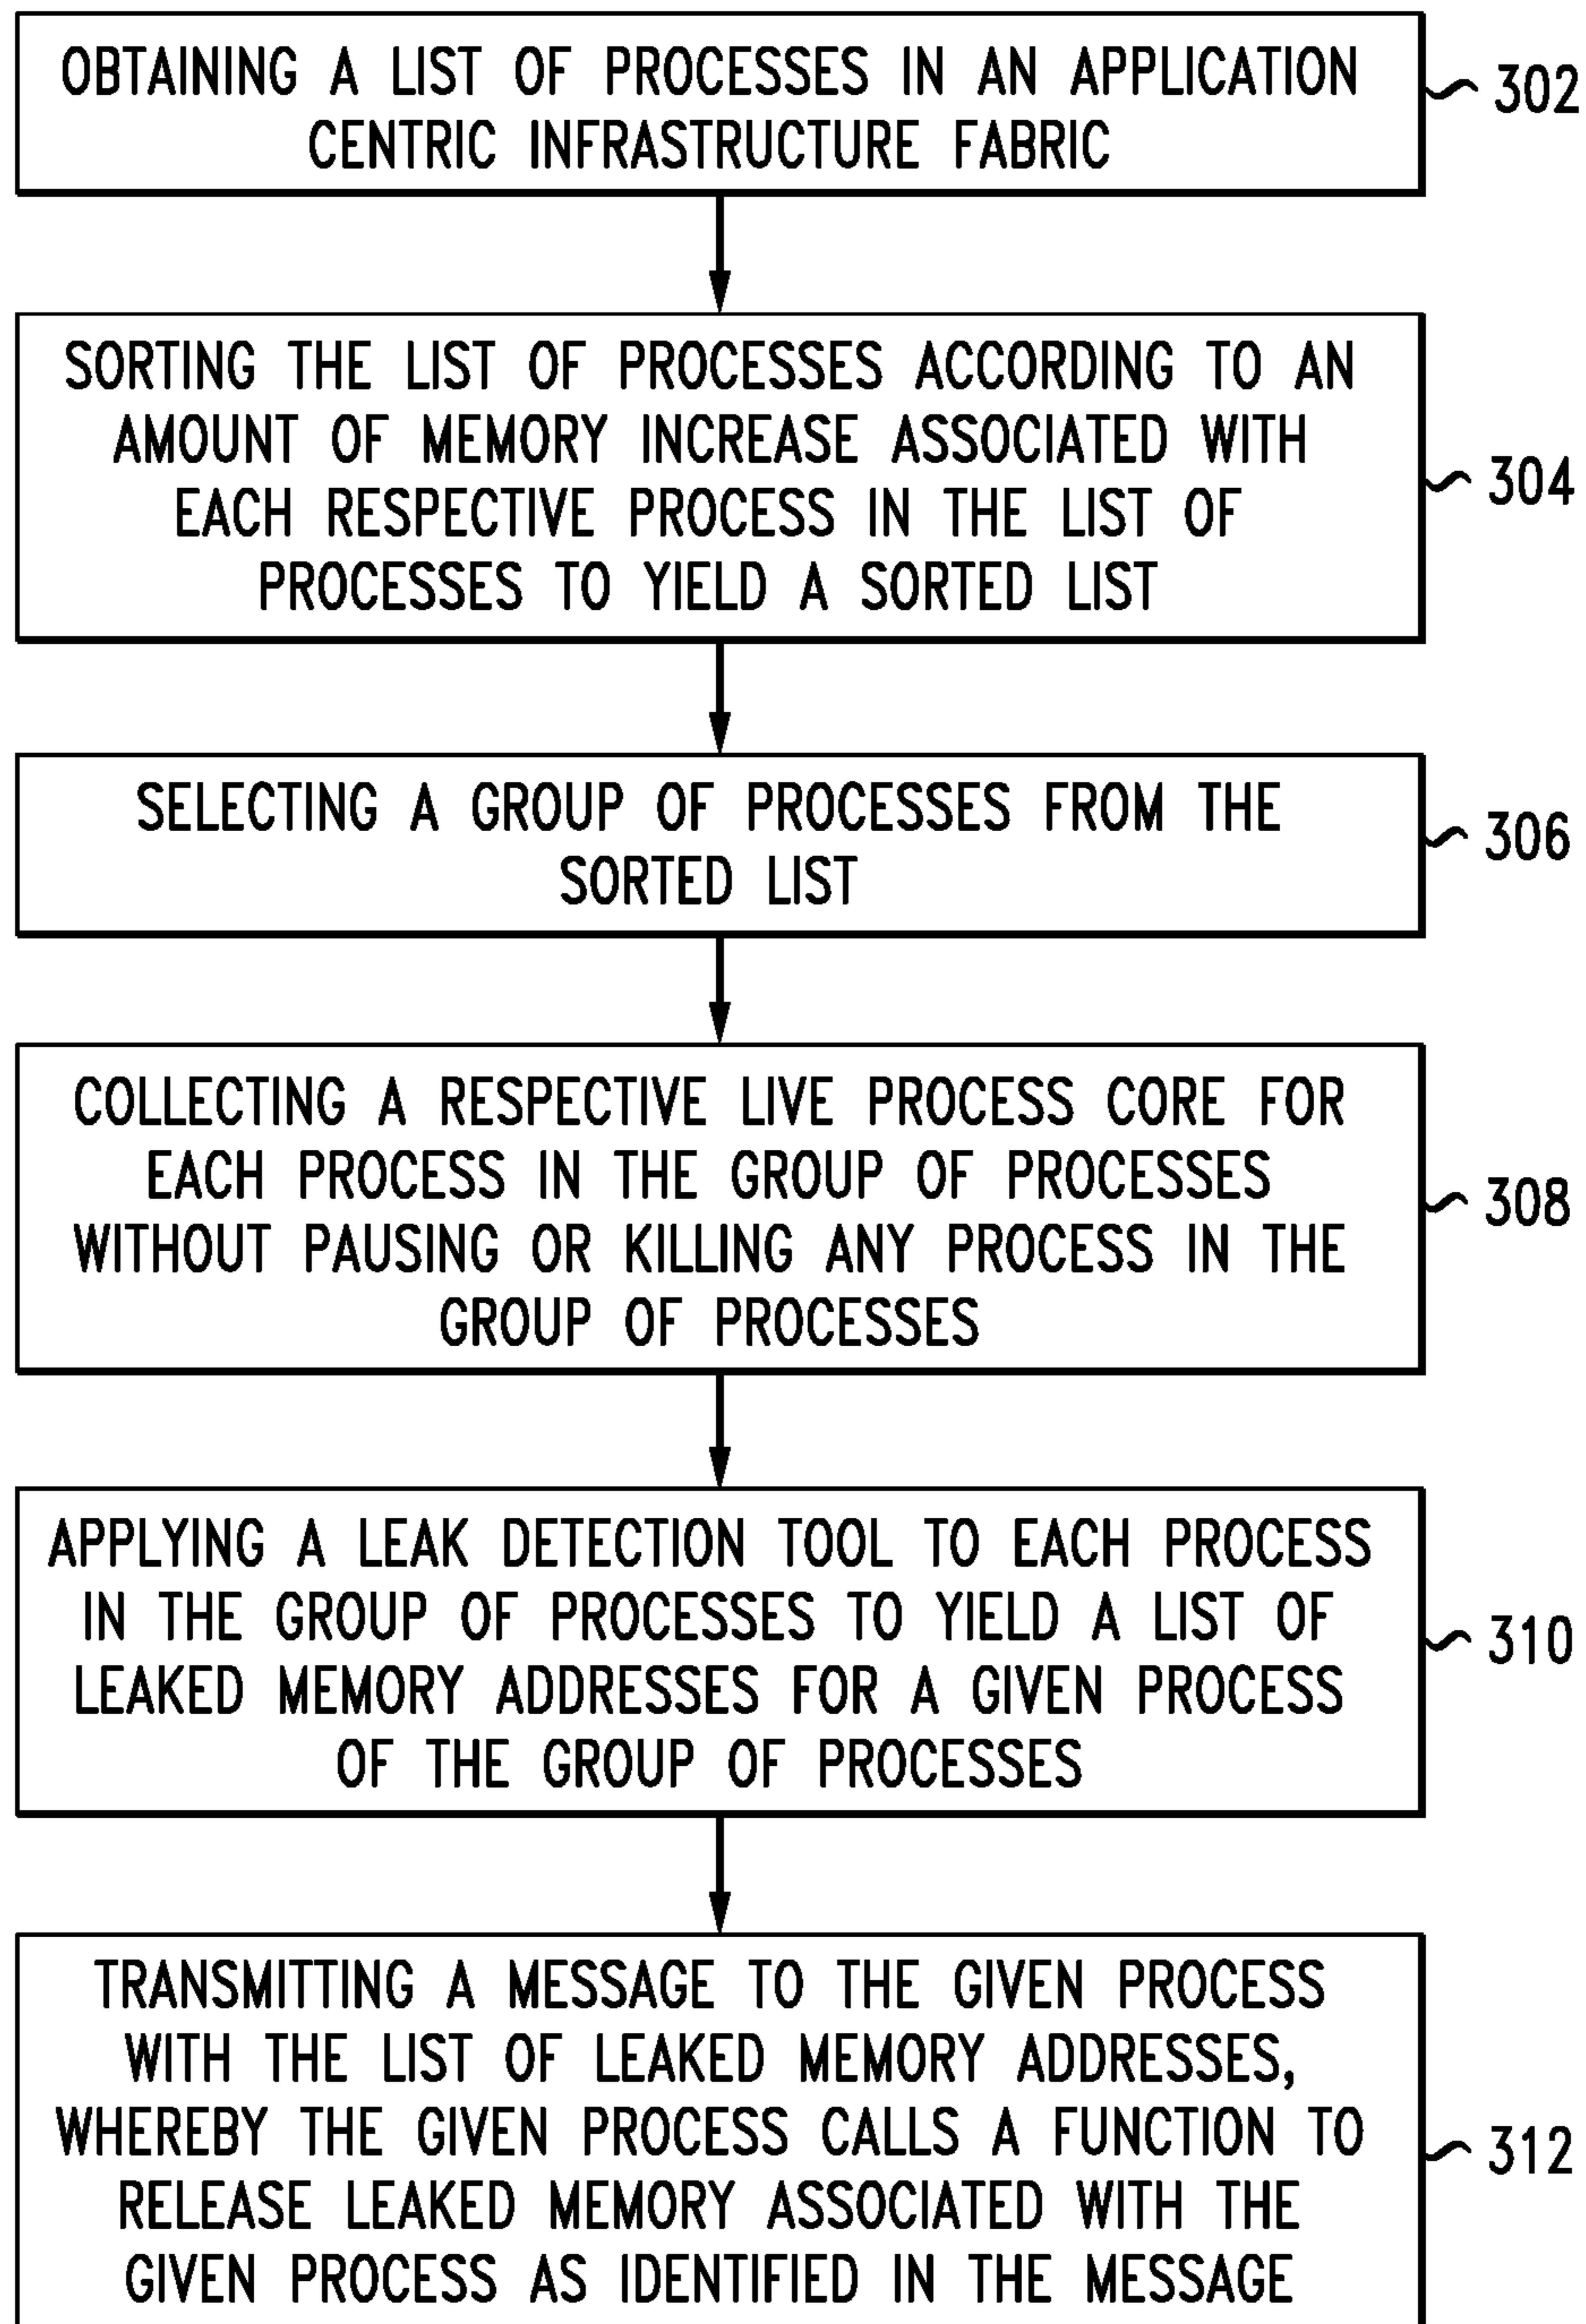 OBTAINING A LIST OF PROCESSES IN AN APPLICATION
CENTRIC INFRASTRUCTURE FABRIC
302
SORTING THE LIST OF PROCESSES ACCORDING TO AN
AMOUNT OF MEMORY INCREASE ASSOCIATED WITH
EACH RESPECTIVE PROCESS IN THE LIST OF
PROCESSES TO YIELD A SORTED LIST
304
SELECTING A GROUP OF PROCESSES FROM THE
SORTED LIST
306
COLLECTING A RESPECTIVE LIVE PROCESS CORE FOR
EACH PROCESS IN THE GROUP OF PROCESSES
WITHOUT PAUSING OR KILLING ANY PROCESS IN THE
GROUP OF PROCESSES
308
APPLYING A LEAK DETECTION TOOL TO EACH PROCESS
IN THE GROUP OF PROCESSES TO YIELD A LIST OF
LEAKED MEMORY ADDRESSES FOR A GIVEN PROCESS
OF THE GROUP OF PROCESSES
310
TRANSMITTING A MESSAGE TO THE GIVEN PROCESS
WITH THE LIST OF LEAKED MEMORY ADDRESSES,
WHEREBY THE GIVEN PROCESS CALLS A FUNCTION TO
RELEASE LEAKED MEMORY ASSOCIATED WITH THE
GIVEN PROCESS AS IDENTIFIED IN THE MESSAGE
312